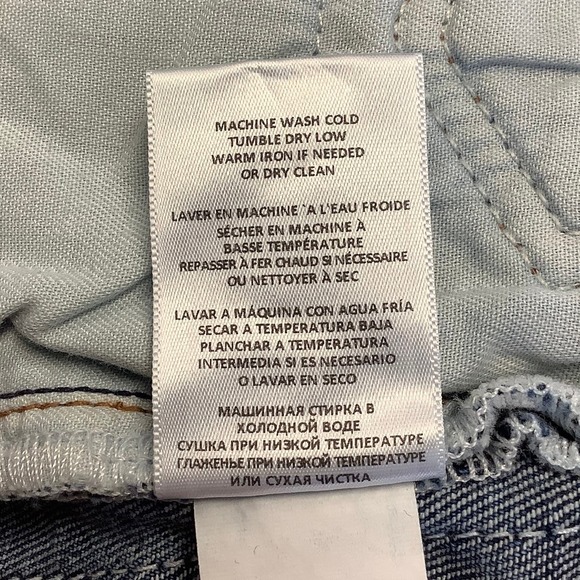 MACHINE WASH COLD
TUMBLE DRY LOW
WARM IRON IF NEEDED
OR DRY CLEAN
LAVER EN MACHINE `A L'EAU FROIDE
SÉCHER EN MACHINE À
BASSE TEMPÉRATURE
REPASSER À FER CHAUD SI NÉCESSAIRE
OU NETTOYER À SEC
LAVAR A MÁQUINA CON AGUA FRÍA
SECAR A TEMPERATURA BAJA
PLANCHAR A TEMPERATURA
INTERMEDIA SI ES NECESARIO
O LAVAR EN SECO
МАШИННАЯ СТИРКА В
ХОЛОДНОЙ ВОДЕ
СУШКА ПРИ НИЗКОЙ ТЕМПЕРАТУРЕ
ГЛАЖЕНЬЕ ПРИ НИЗКОЙ ТЕМПЕРАТУРЕ
ИЛИ СУХАЯ ЧИСТКА